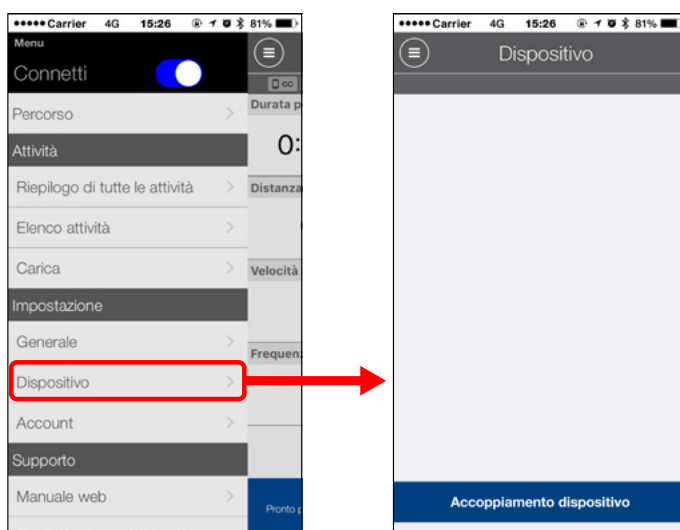 Carrier 4G 15:26 81%
Menu
Connetti
CC
Percorso
Durata p
Attività
0:
Riepilogo di tutte le attività
Distanza
Elenco attività
Carica
Velocità
Impostazione
Generale
Frequen
Dispositivo
Account
Supporto
Manuale web
Pronto p
Carrier 4G 15:26 81%
Dispositivo
Accoppiamento dispositivo